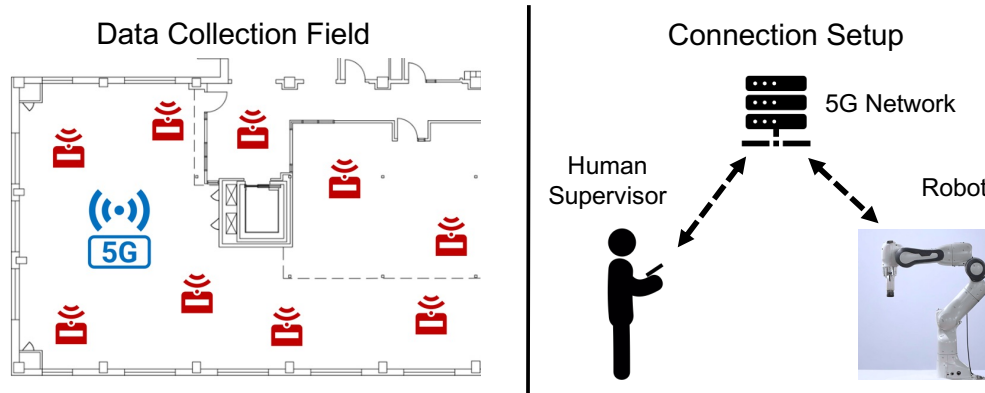 Data Collection Field
5G
Connection Setup
5G Network
Human
Supervisor
Robot